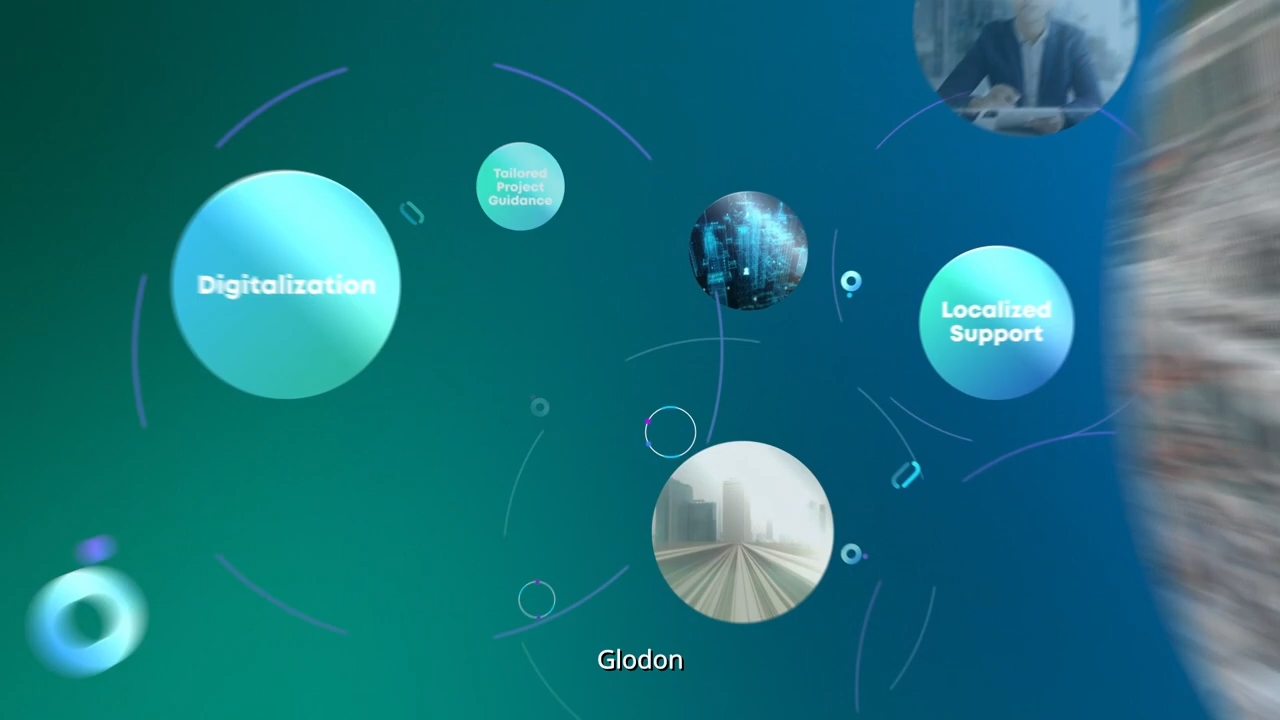 Tailored
Project
Guidance
Digitalization
Localized
Support
Glodon